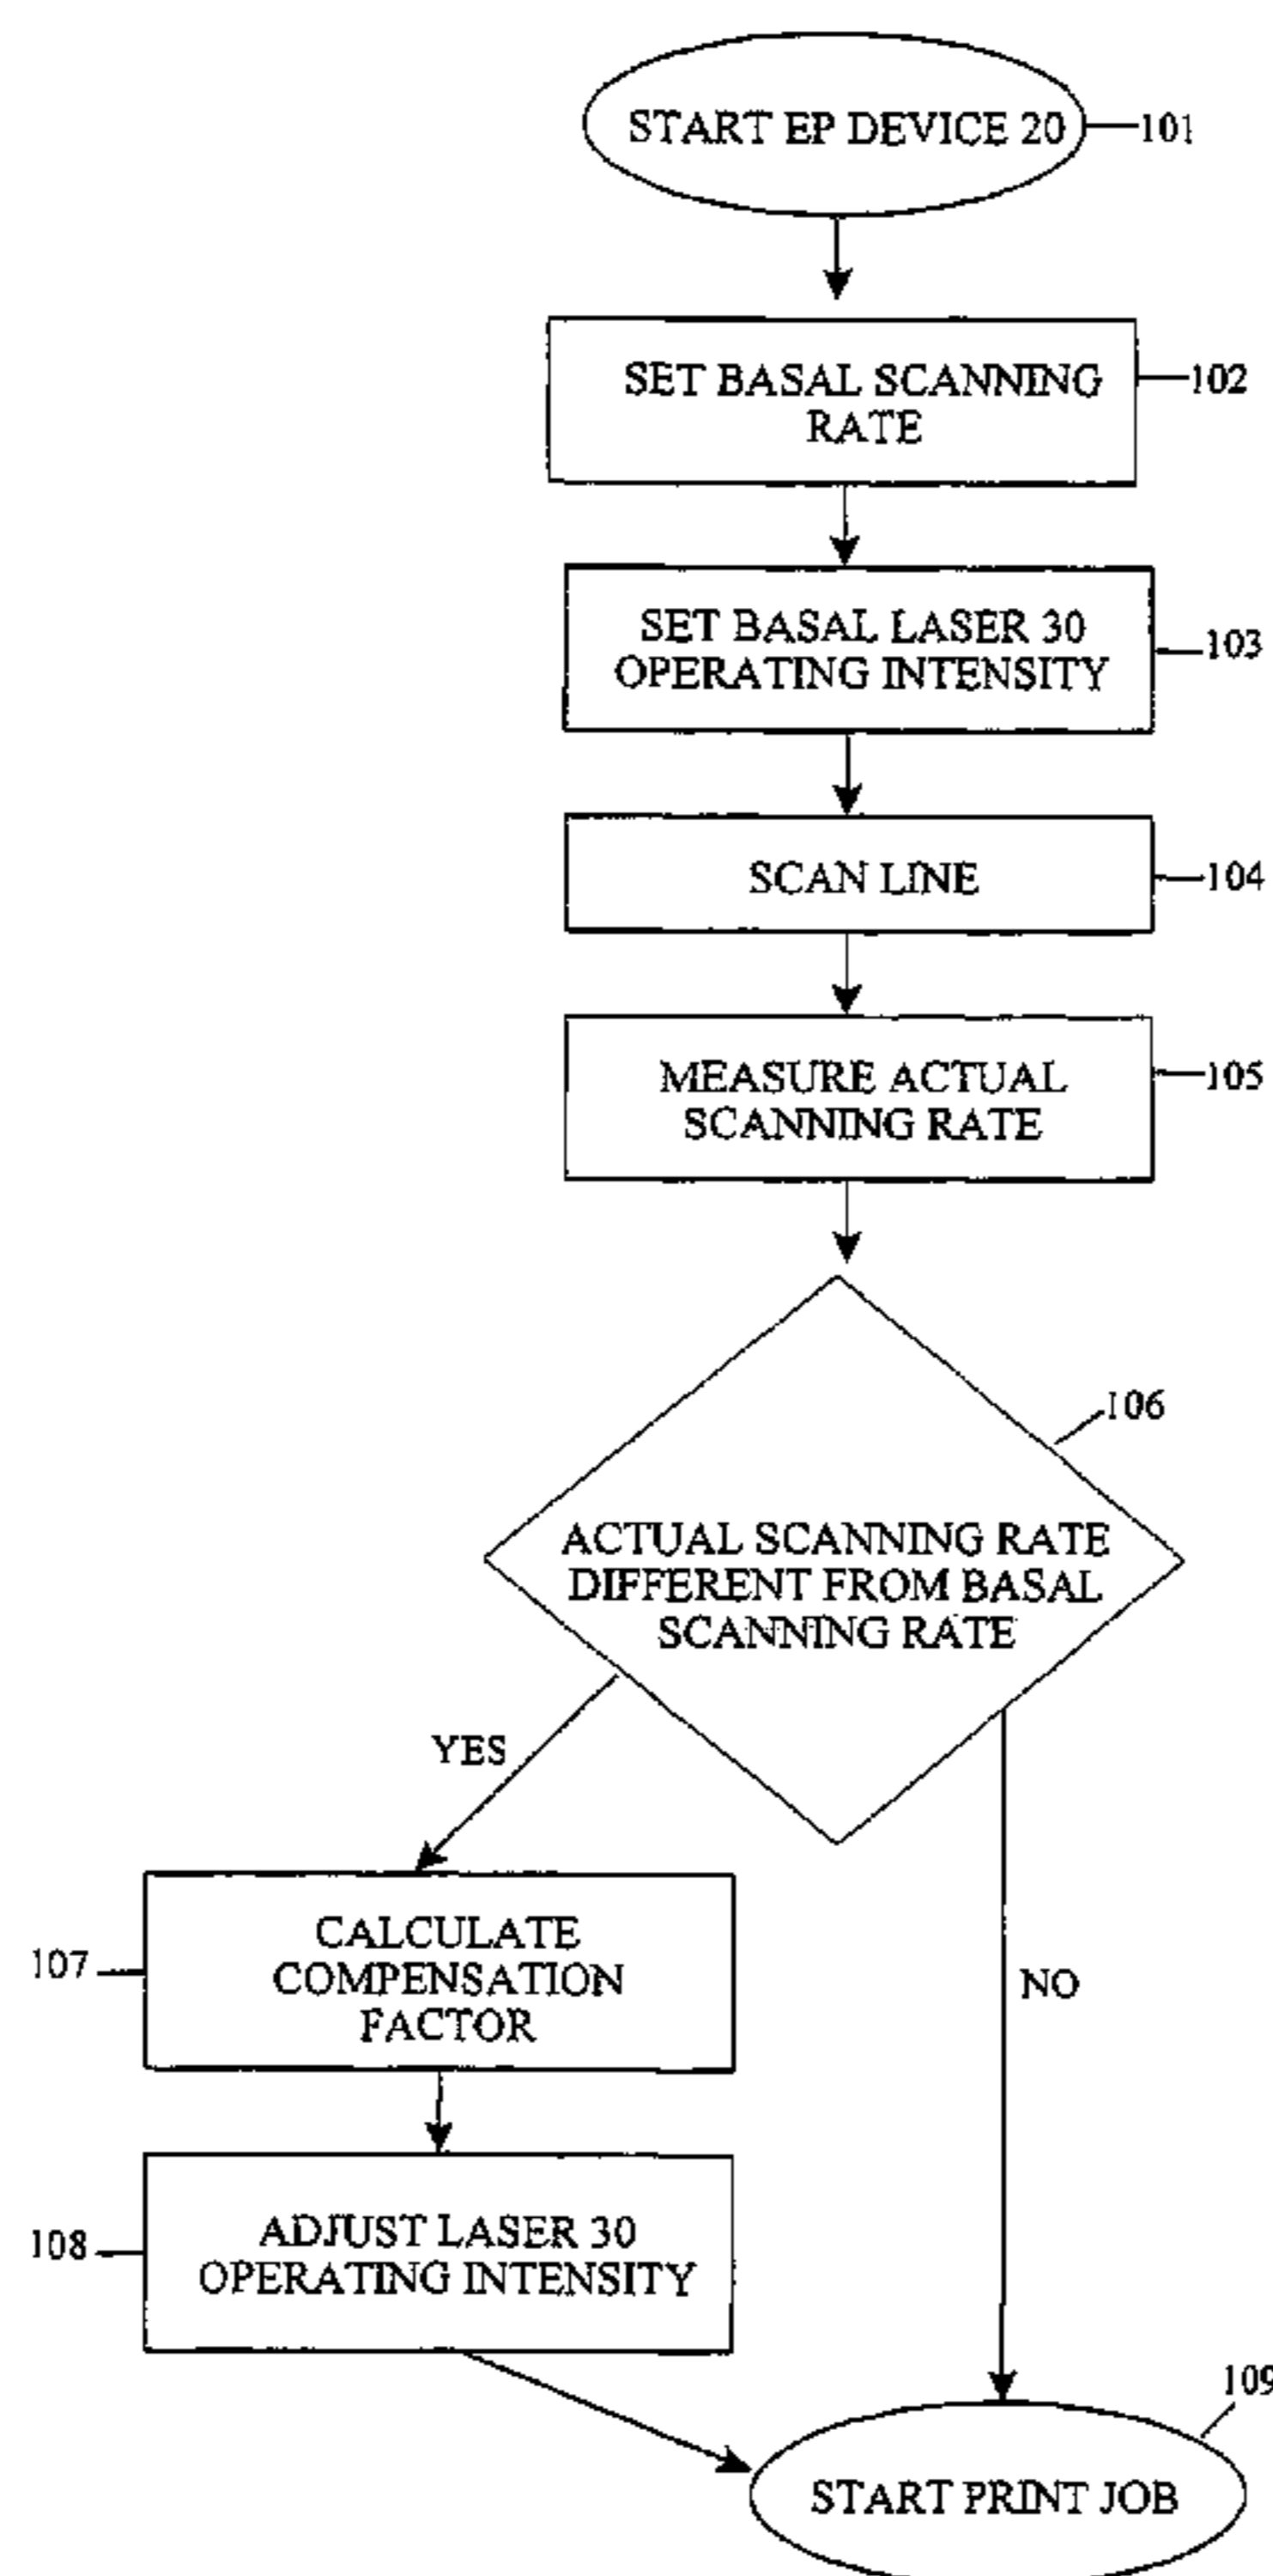 START EP DEVICE 20
101
SET BASAL SCANNING
RATE
102
SET BASAL LASER 30
OPERATING INTENSITY
103
SCAN LINE
104
MEASURE ACTUAL
SCANNING RATE
105
106
ACTUAL SCANNING RATE
DIFFERENT FROM BASAL
SCANNING RATE
YES
NO
107
CALCULATE
COMPENSATION
FACTOR
108
ADJUST LASER 30
OPERATING INTENSITY
109
START PRINT JOB